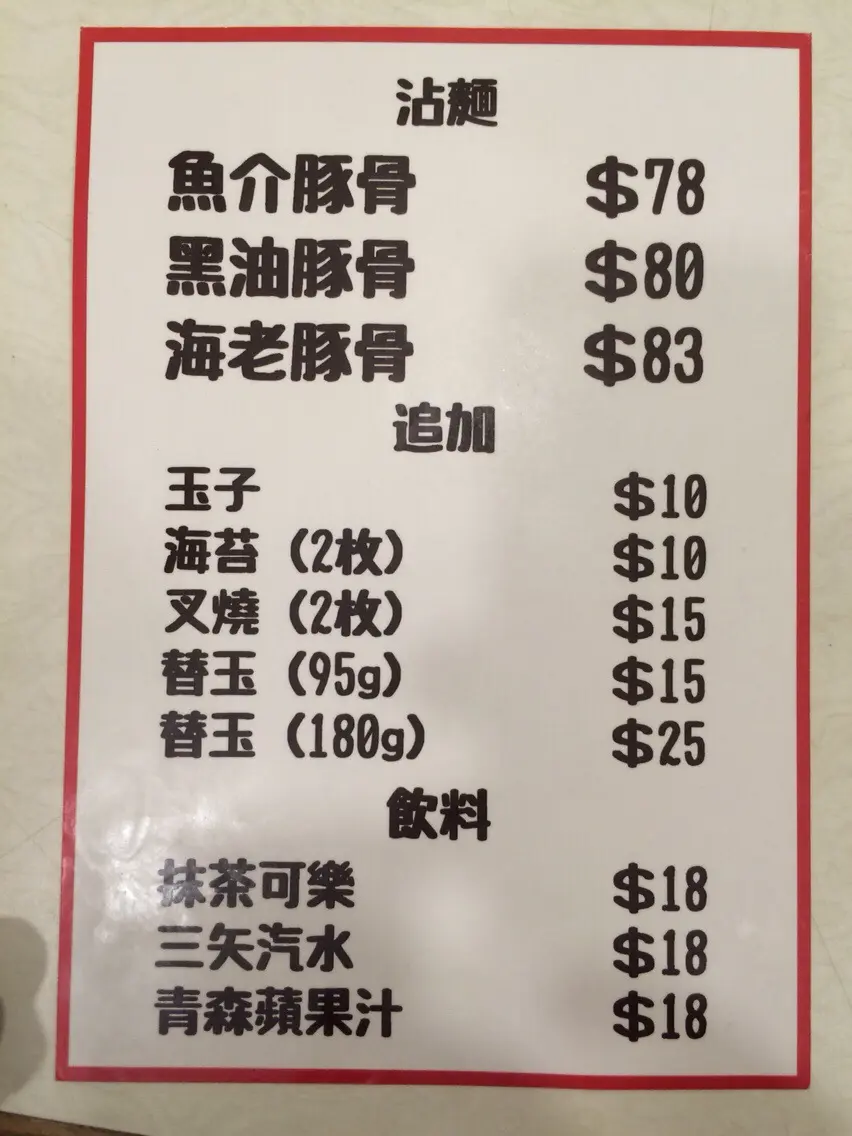 沾麵
魚介豚骨 $78
黑油豚骨 $80
海老豚骨 $83
追加
玉子 $10
海苔 (2枚) $10
叉燒 (2枚) $15
替玉 (95g) $15
替玉 (180g) $25
飲料
抹茶可樂 $18
三矢汽水 $18
青森蘋果汁 $18